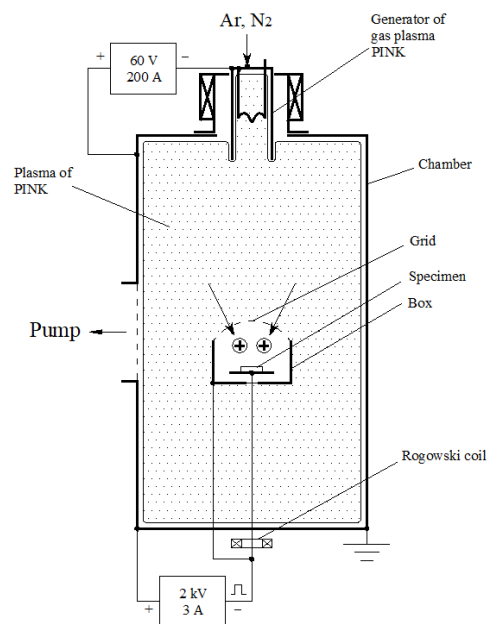 Ar, N2
Generator of
gas plasma
PINK
+
60 V
200 A
−
Chamber
Plasma of
PINK
Grid
Specimen
Box
Pump
+ +
Rogowski coil
+
2 kV
3 A
−